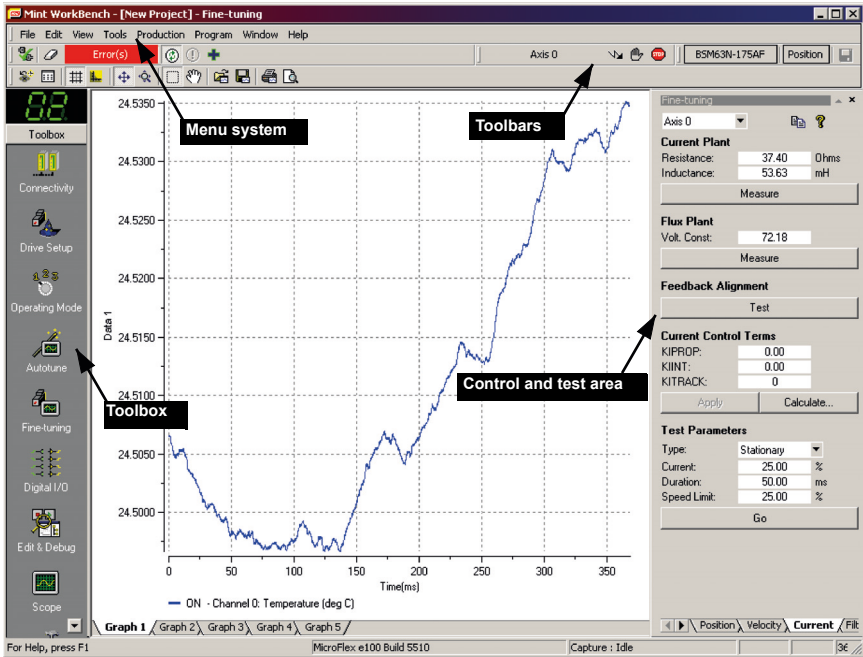 Mint WorkBench - [New Project] - Fine-tuning
File Edit View Tools Production Program Window Help
Error(s)
Axis 0
BSM63N-175AF
Position
02
Toolbox
Connectivity
Drive Setup
1 2 3
Operating Mode
Autotune
Fine-tuning
Digital I/O
Edit & Debug
Scope
Menu system
Toolbars
Toolbox
Control and test area
24.5350
24.5300
24.5250
24.5200
24.5150
24.5100
24.5050
24.5000
Data 1
0 50 100 150 200 250 300 350
Time(ms)
ON - Channel 0: Temperature (deg C)
Graph 1 Graph 2 Graph 3 Graph 4 Graph 5
Fine-tuning
Axis 0
Current Plant
Resistance: 37.40 Ohms
Inductance: 53.63 mH
Measure
Flux Plant
Volt. Const: 72.18
Measure
Feedback Alignment
Test
Current Control Terms
KIPROP: 0.00
KIINT: 0.00
KITRACK: 0
Apply Calculate...
Test Parameters
Type: Stationary
Current: 25.00 %
Duration: 50.00 ms
Speed Limit: 25.00 %
Go
Position Velocity Current Filt
For Help, press F1
MicroFlex e100 Build 5510
Capture : Idle